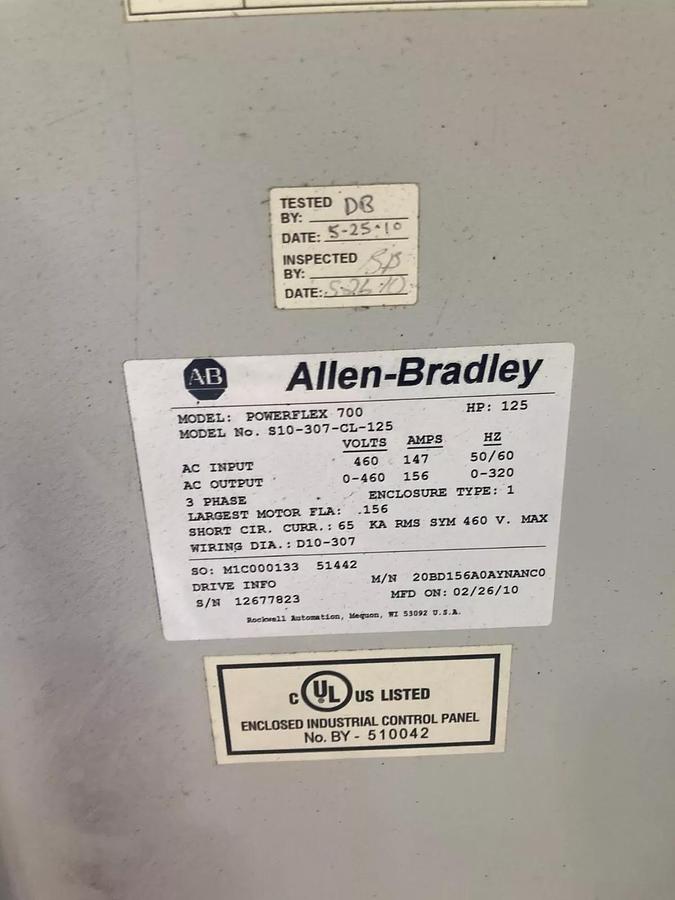 TESTED
BY: DB
DATE: 5-25-10
INSPECTED
BY:
DATE: 5-26-10
AB Allen-Bradley
MODEL: POWERFLEX 700 HP: 125
MODEL No. S10-307-CL-125
VOLTS AMPS HZ
AC INPUT 460 147 50/60
AC OUTPUT 0-460 156 0-320
3 PHASE ENCLOSURE TYPE: 1
LARGEST MOTOR FLA: .156
SHORT CIR. CURR.: 65 KA RMS SYM 460 V. MAX
WIRING DIA.: D10-307
SO: M1C000133 51442
DRIVE INFO M/N 20BD156A0AYNANC0
S/N 12677823 MFD ON: 02/26/10
Rockwell Automation, Mequon, WI 53092 U.S.A.
C UL US LISTED
ENCLOSED INDUSTRIAL CONTROL PANEL
No. BY - 510042